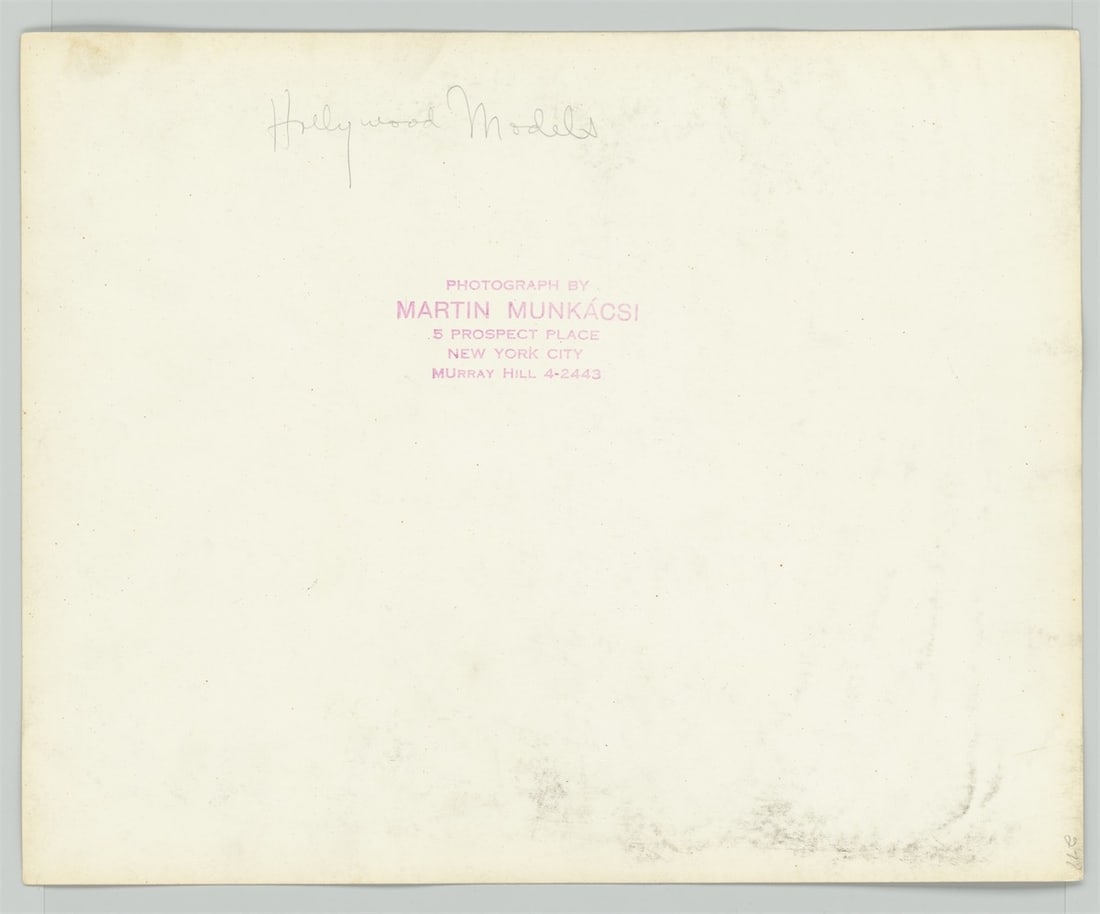 Hollywood Models
PHOTOGRAPH BY
MARTIN MUNKÁCSI
5 PROSPECT PLACE
NEW YORK CITY
MURRAY HILL 4-2443